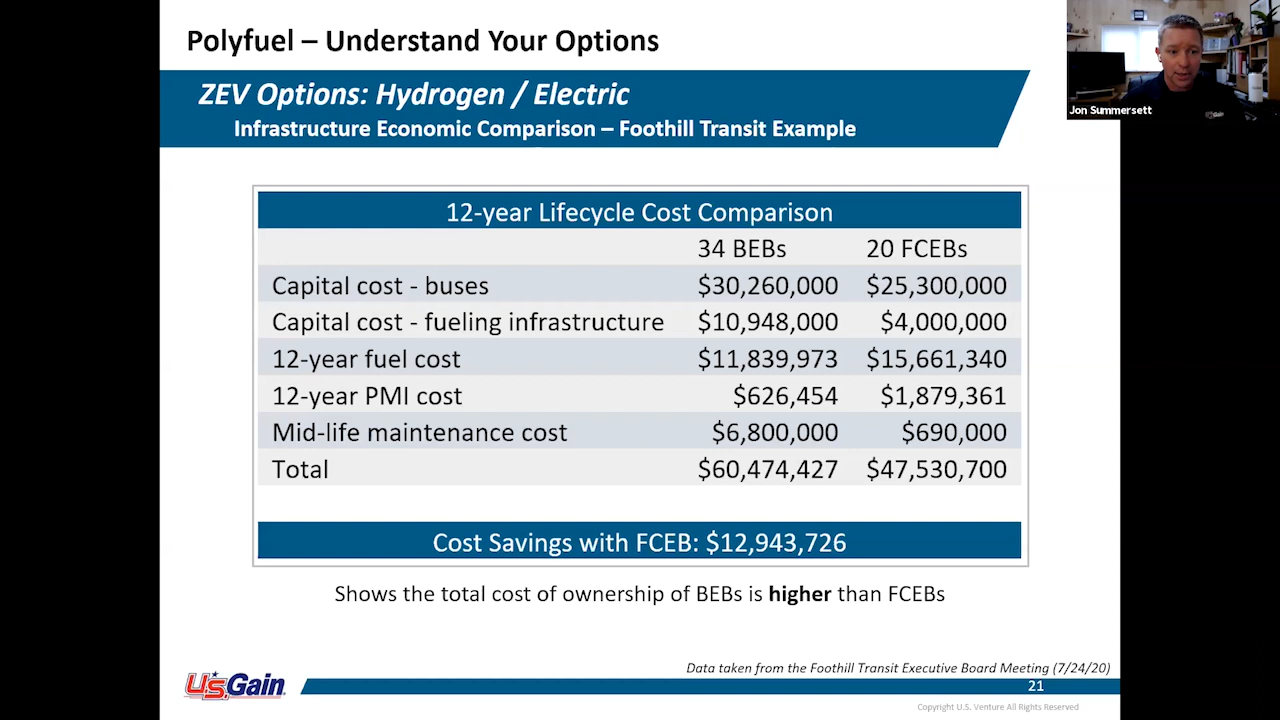 Polyfuel – Understand Your Options
ZEV Options: Hydrogen / Electric
Infrastructure Economic Comparison – Foothill Transit Example
Jon Summersett
12-year Lifecycle Cost Comparison
34 BEBs 20 FCEBs
Capital cost - buses $30,260,000 $25,300,000
Capital cost - fueling infrastructure $10,948,000 $4,000,000
12-year fuel cost $11,839,973 $15,661,340
12-year PMI cost $626,454 $1,879,361
Mid-life maintenance cost $6,800,000 $690,000
Total $60,474,427 $47,530,700
Cost Savings with FCEB: $12,943,726
Shows the total cost of ownership of BEBs is higher than FCEBs
Data taken from the Foothill Transit Executive Board Meeting (7/24/20)
U.S. Gain
21
Copyright U.S. Venture All Rights Reserved